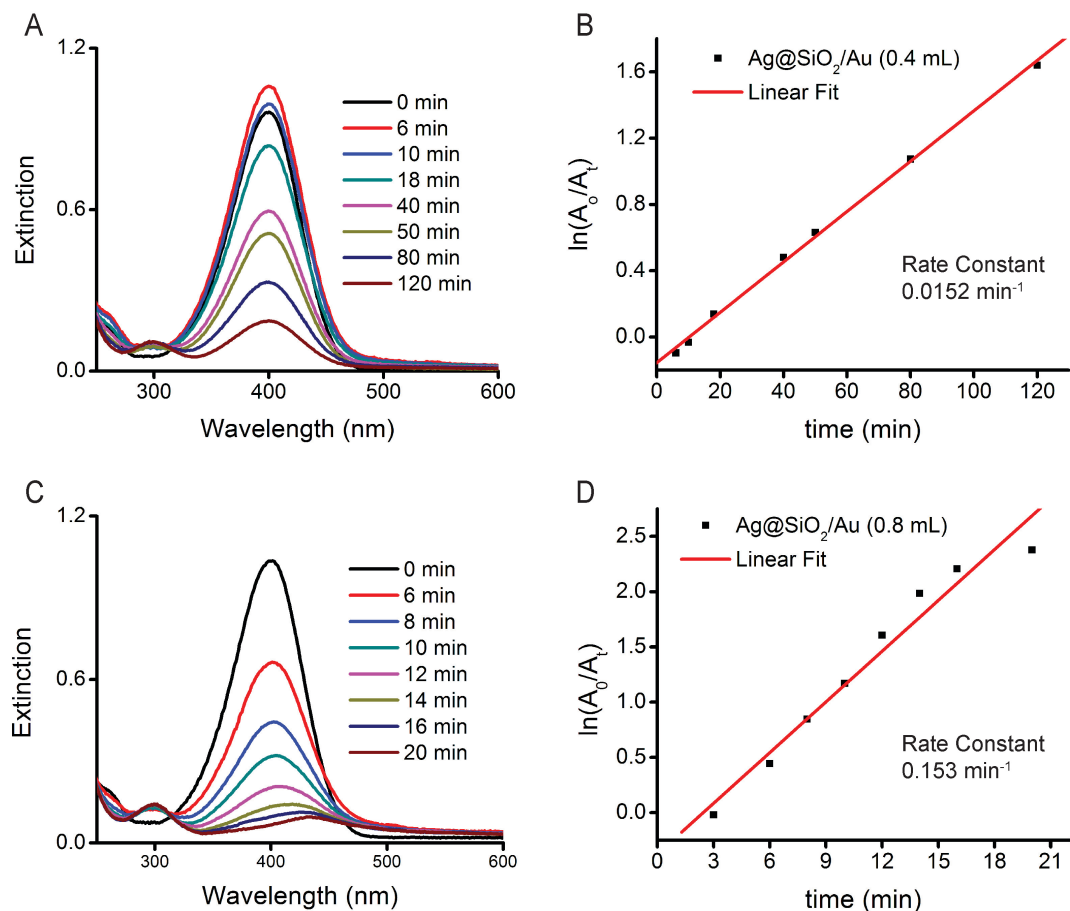 A
1.2
0.6
0.0
Extinction
300
400
500
600
Wavelength (nm)
0 min
6 min
10 min
18 min
40 min
50 min
80 min
120 min
B
1.6
1.2
0.8
0.4
0.0
ln(Aₒ/Aₜ)
0
20
40
60
80
100
120
time (min)
Ag@SiO₂/Au (0.4 mL)
Linear Fit
Rate Constant
0.0152 min⁻¹
C
1.2
0.6
0.0
Extinction
300
400
500
600
Wavelength (nm)
0 min
6 min
8 min
10 min
12 min
14 min
16 min
20 min
D
2.5
2.0
1.5
1.0
0.5
0.0
ln(A₀/Aₜ)
0
3
6
9
12
15
18
21
time (min)
Ag@SiO₂/Au (0.8 mL)
Linear Fit
Rate Constant
0.153 min⁻¹